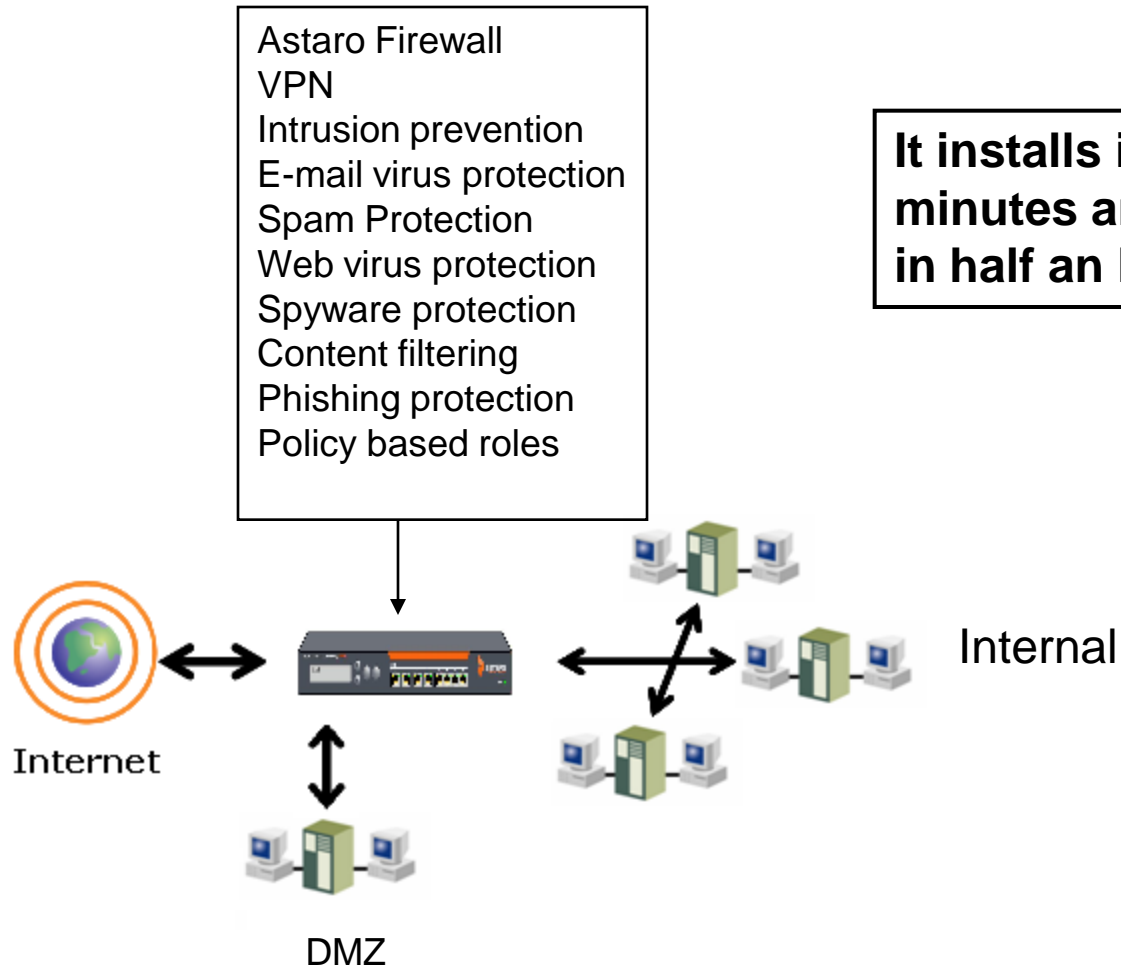 Astaro Firewall
VPN
Intrusion prevention
E-mail virus protection
Spam Protection
Web virus protection
Spyware protection
Content filtering
Phishing protection
Policy based roles
It installs
minutes
in half an
Internal
Internet
DMZ